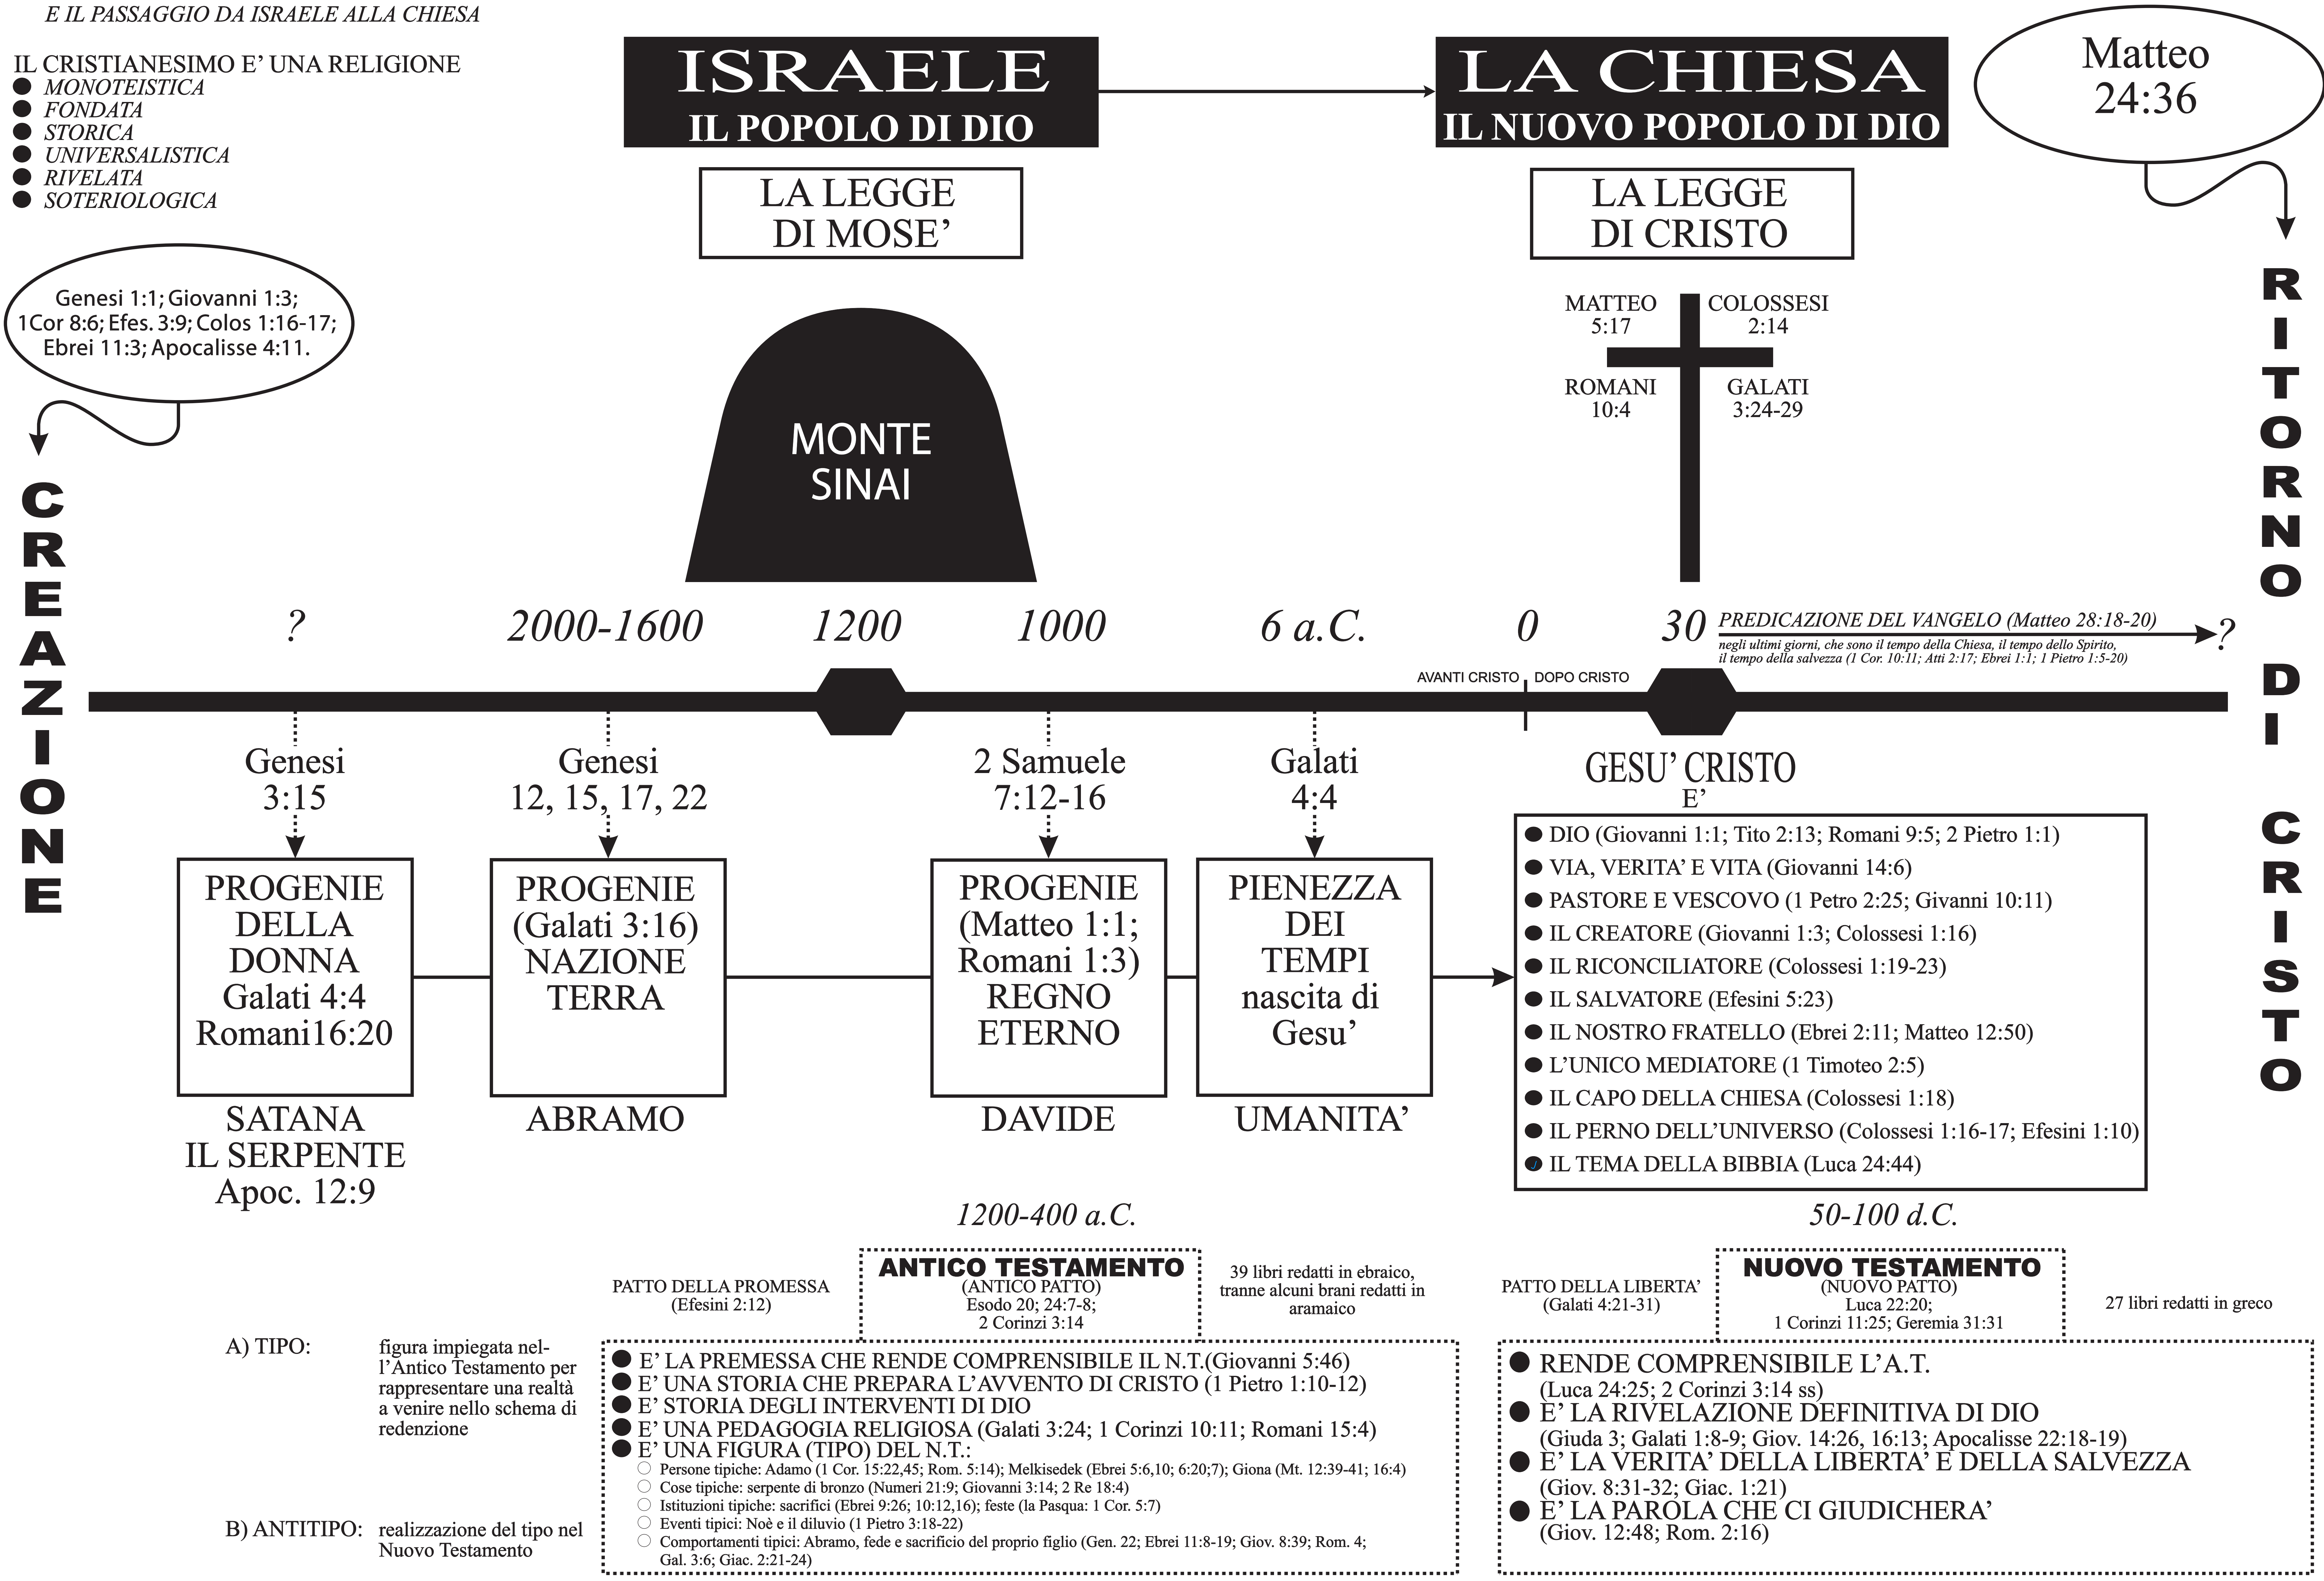 E IL PASSAGGIO DA ISRAELE ALLA CHIESA
IL CRISTIANESIMO E’ UNA RELIGIONE
MONOTEISTICA
FONDATA
STORICA
UNIVERSALISTICA
RIVELATA
SOTERIOLOGICA
ISRAELE
IL POPOLO DI DIO
LA CHIESA
IL NUOVO POPOLO DI DIO
Matteo
24:36
LA LEGGE
DI MOSE’
LA LEGGE
DI CRISTO
Genesi 1:1; Giovanni 1:3;
1Cor 8:6; Efes. 3:9; Colos 1:16-17;
Ebrei 11:3; Apocalisse 4:11.
MONTE
SINAI
MATTEO
5:17
COLOSSESI
2:14
ROMANI
10:4
GALATI
3:24-29
CREAZIONE
RITORNO DI CRISTO
?
2000-1600
1200
1000
6 a.C.
0
30
PREDICAZIONE DEL VANGELO (Matteo 28:18-20)
?
negli ultimi giorni, che sono il tempo della Chiesa, il tempo dello Spirito,
il tempo della salvezza (1 Cor. 10:11; Atti 2:17; Ebrei 1:1; 1 Pietro 1:5-20)
AVANTI CRISTO
DOPO CRISTO
Genesi
3:15
Genesi
12, 15, 17, 22
2 Samuele
7:12-16
Galati
4:4
GESU’ CRISTO
E’
PROGENIE
DELLA
DONNA
Galati 4:4
Romani16:20
SATANA
IL SERPENTE
Apoc. 12:9
PROGENIE
(Galati 3:16)
NAZIONE
TERRA
ABRAMO
PROGENIE
(Matteo 1:1;
Romani 1:3)
REGNO
ETERNO
DAVIDE
PIENEZZA
DEI
TEMPI
nascita di
Gesu’
UMANITA’
DIO (Giovanni 1:1; Tito 2:13; Romani 9:5; 2 Pietro 1:1)
VIA, VERITA’ E VITA (Giovanni 14:6)
PASTORE E VESCOVO (1 Petro 2:25; Givanni 10:11)
IL CREATORE (Giovanni 1:3; Colossesi 1:16)
IL RICONCILIATORE (Colossesi 1:19-23)
IL SALVATORE (Efesini 5:23)
IL NOSTRO FRATELLO (Ebrei 2:11; Matteo 12:50)
L’UNICO MEDIATORE (1 Timoteo 2:5)
IL CAPO DELLA CHIESA (Colossesi 1:18)
IL PERNO DELL’UNIVERSO (Colossesi 1:16-17; Efesini 1:10)
IL TEMA DELLA BIBBIA (Luca 24:44)
1200-400 a.C.
50-100 d.C.
PATTO DELLA PROMESSA
(Efesini 2:12)
ANTICO TESTAMENTO
(ANTICO PATTO)
Esodo 20; 24:7-8;
2 Corinzi 3:14
39 libri redatti in ebraico,
tranne alcuni brani redatti in
aramaico
PATTO DELLA LIBERTA’
(Galati 4:21-31)
NUOVO TESTAMENTO
(NUOVO PATTO)
Luca 22:20;
1 Corinzi 11:25; Geremia 31:31
27 libri redatti in greco
A) TIPO:
figura impiegata nel-
l’Antico Testamento per
rappresentare una realtà
a venire nello schema di
redenzione
B) ANTITIPO:
realizzazione del tipo nel
Nuovo Testamento
E’ LA PREMESSA CHE RENDE COMPRENSIBILE IL N.T.(Giovanni 5:46)
E’ UNA STORIA CHE PREPARA L’AVVENTO DI CRISTO (1 Pietro 1:10-12)
E’ STORIA DEGLI INTERVENTI DI DIO
E’ UNA PEDAGOGIA RELIGIOSA (Galati 3:24; 1 Corinzi 10:11; Romani 15:4)
E’ UNA FIGURA (TIPO) DEL N.T.:
Persone tipiche: Adamo (1 Cor. 15:22,45; Rom. 5:14); Melkisedek (Ebrei 5:6,10; 6:20;7); Giona (Mt. 12:39-41; 16:4)
Cose tipiche: serpente di bronzo (Numeri 21:9; Giovanni 3:14; 2 Re 18:4)
Istituzioni tipiche: sacrifici (Ebrei 9:26; 10:12,16); feste (la Pasqua: 1 Cor. 5:7)
Eventi tipici: Noè e il diluvio (1 Pietro 3:18-22)
Comportamenti tipici: Abramo, fede e sacrificio del proprio figlio (Gen. 22; Ebrei 11:8-19; Giov. 8:39; Rom. 4;
Gal. 3:6; Giac. 2:21-24)
RENDE COMPRENSIBILE L’A.T.
(Luca 24:25; 2 Corinzi 3:14 ss)
E’ LA RIVELAZIONE DEFINITIVA DI DIO
(Giuda 3; Galati 1:8-9; Giov. 14:26, 16:13; Apocalisse 22:18-19)
E’ LA VERITA’ DELLA LIBERTA’ E DELLA SALVEZZA
(Giov. 8:31-32; Giac. 1:21)
E’ LA PAROLA CHE CI GIUDICHERA’
(Giov. 12:48; Rom. 2:16)